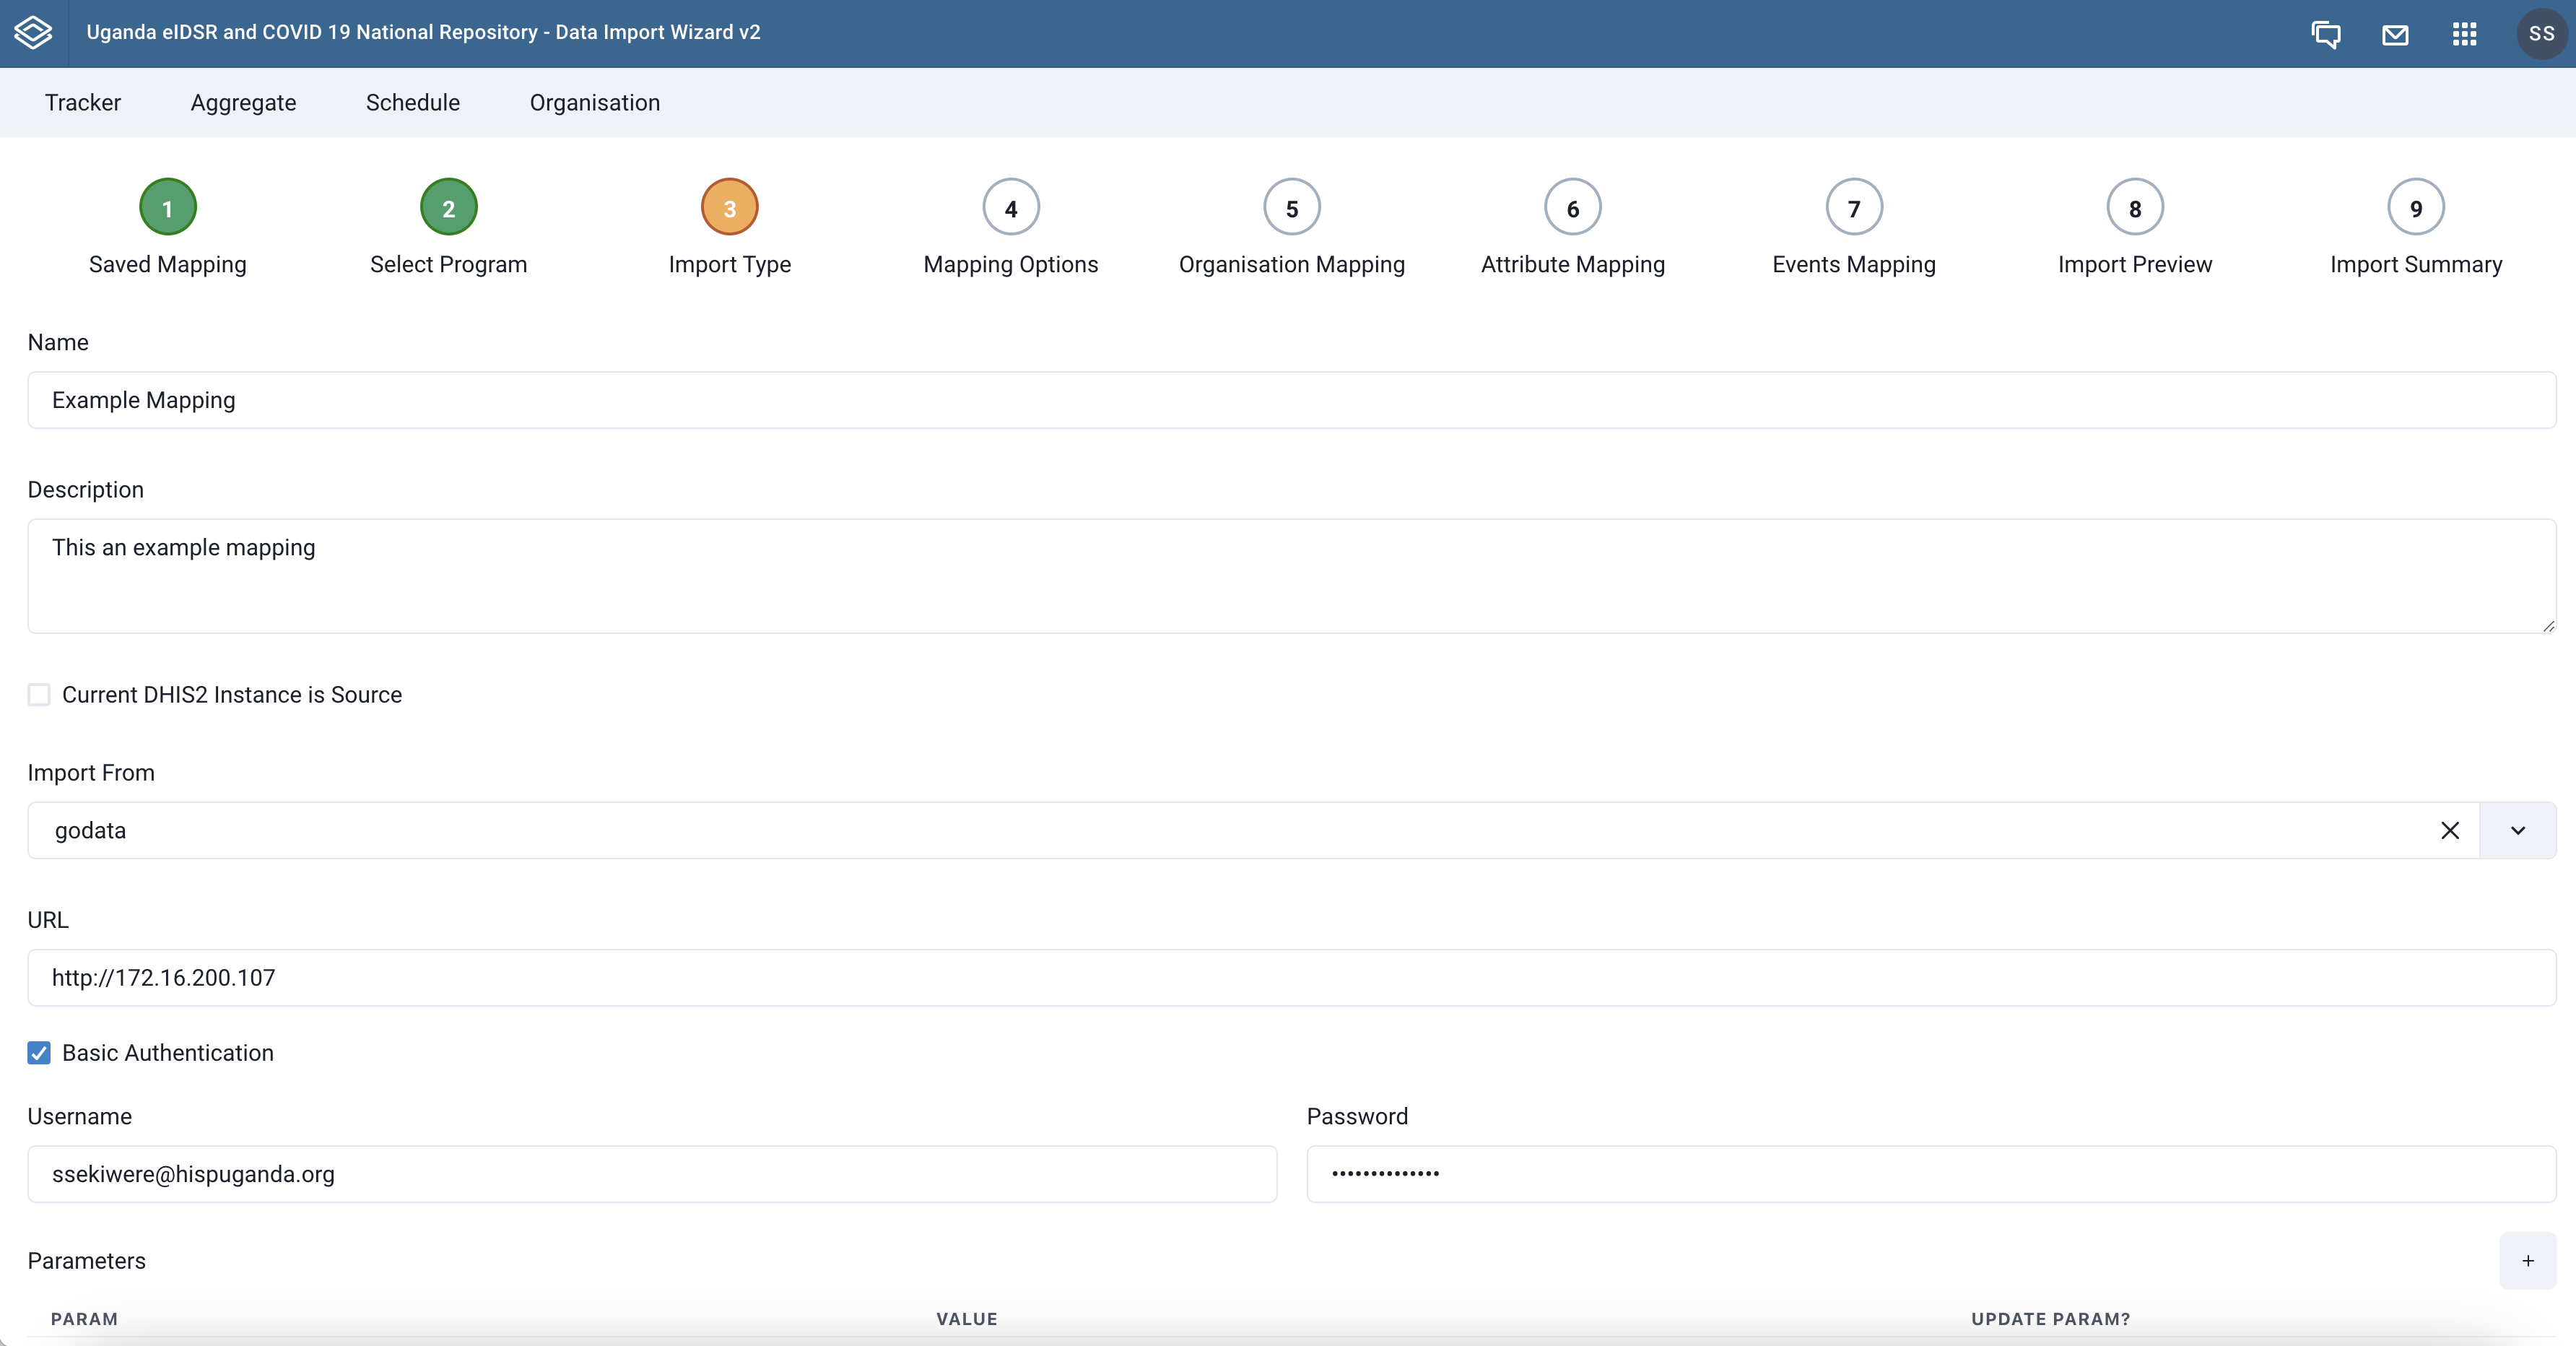 Uganda eIDSR and COVID 19 National Repository - Data Import Wizard v2
SS
Tracker Aggregate Schedule Organisation
1 2 3 4 5 6 7 8 9
Saved Mapping Select Program Import Type Mapping Options Organisation Mapping Attribute Mapping Events Mapping Import Preview Import Summary
Name
Example Mapping
Description
This an example mapping
Current DHIS2 Instance is Source
Import From
godata
URL
http://172.16.200.107
Basic Authentication
Username Password
ssekiwere@hispuganda.org ••••••••••••••
Parameters
+
PARAM VALUE UPDATE PARAM?